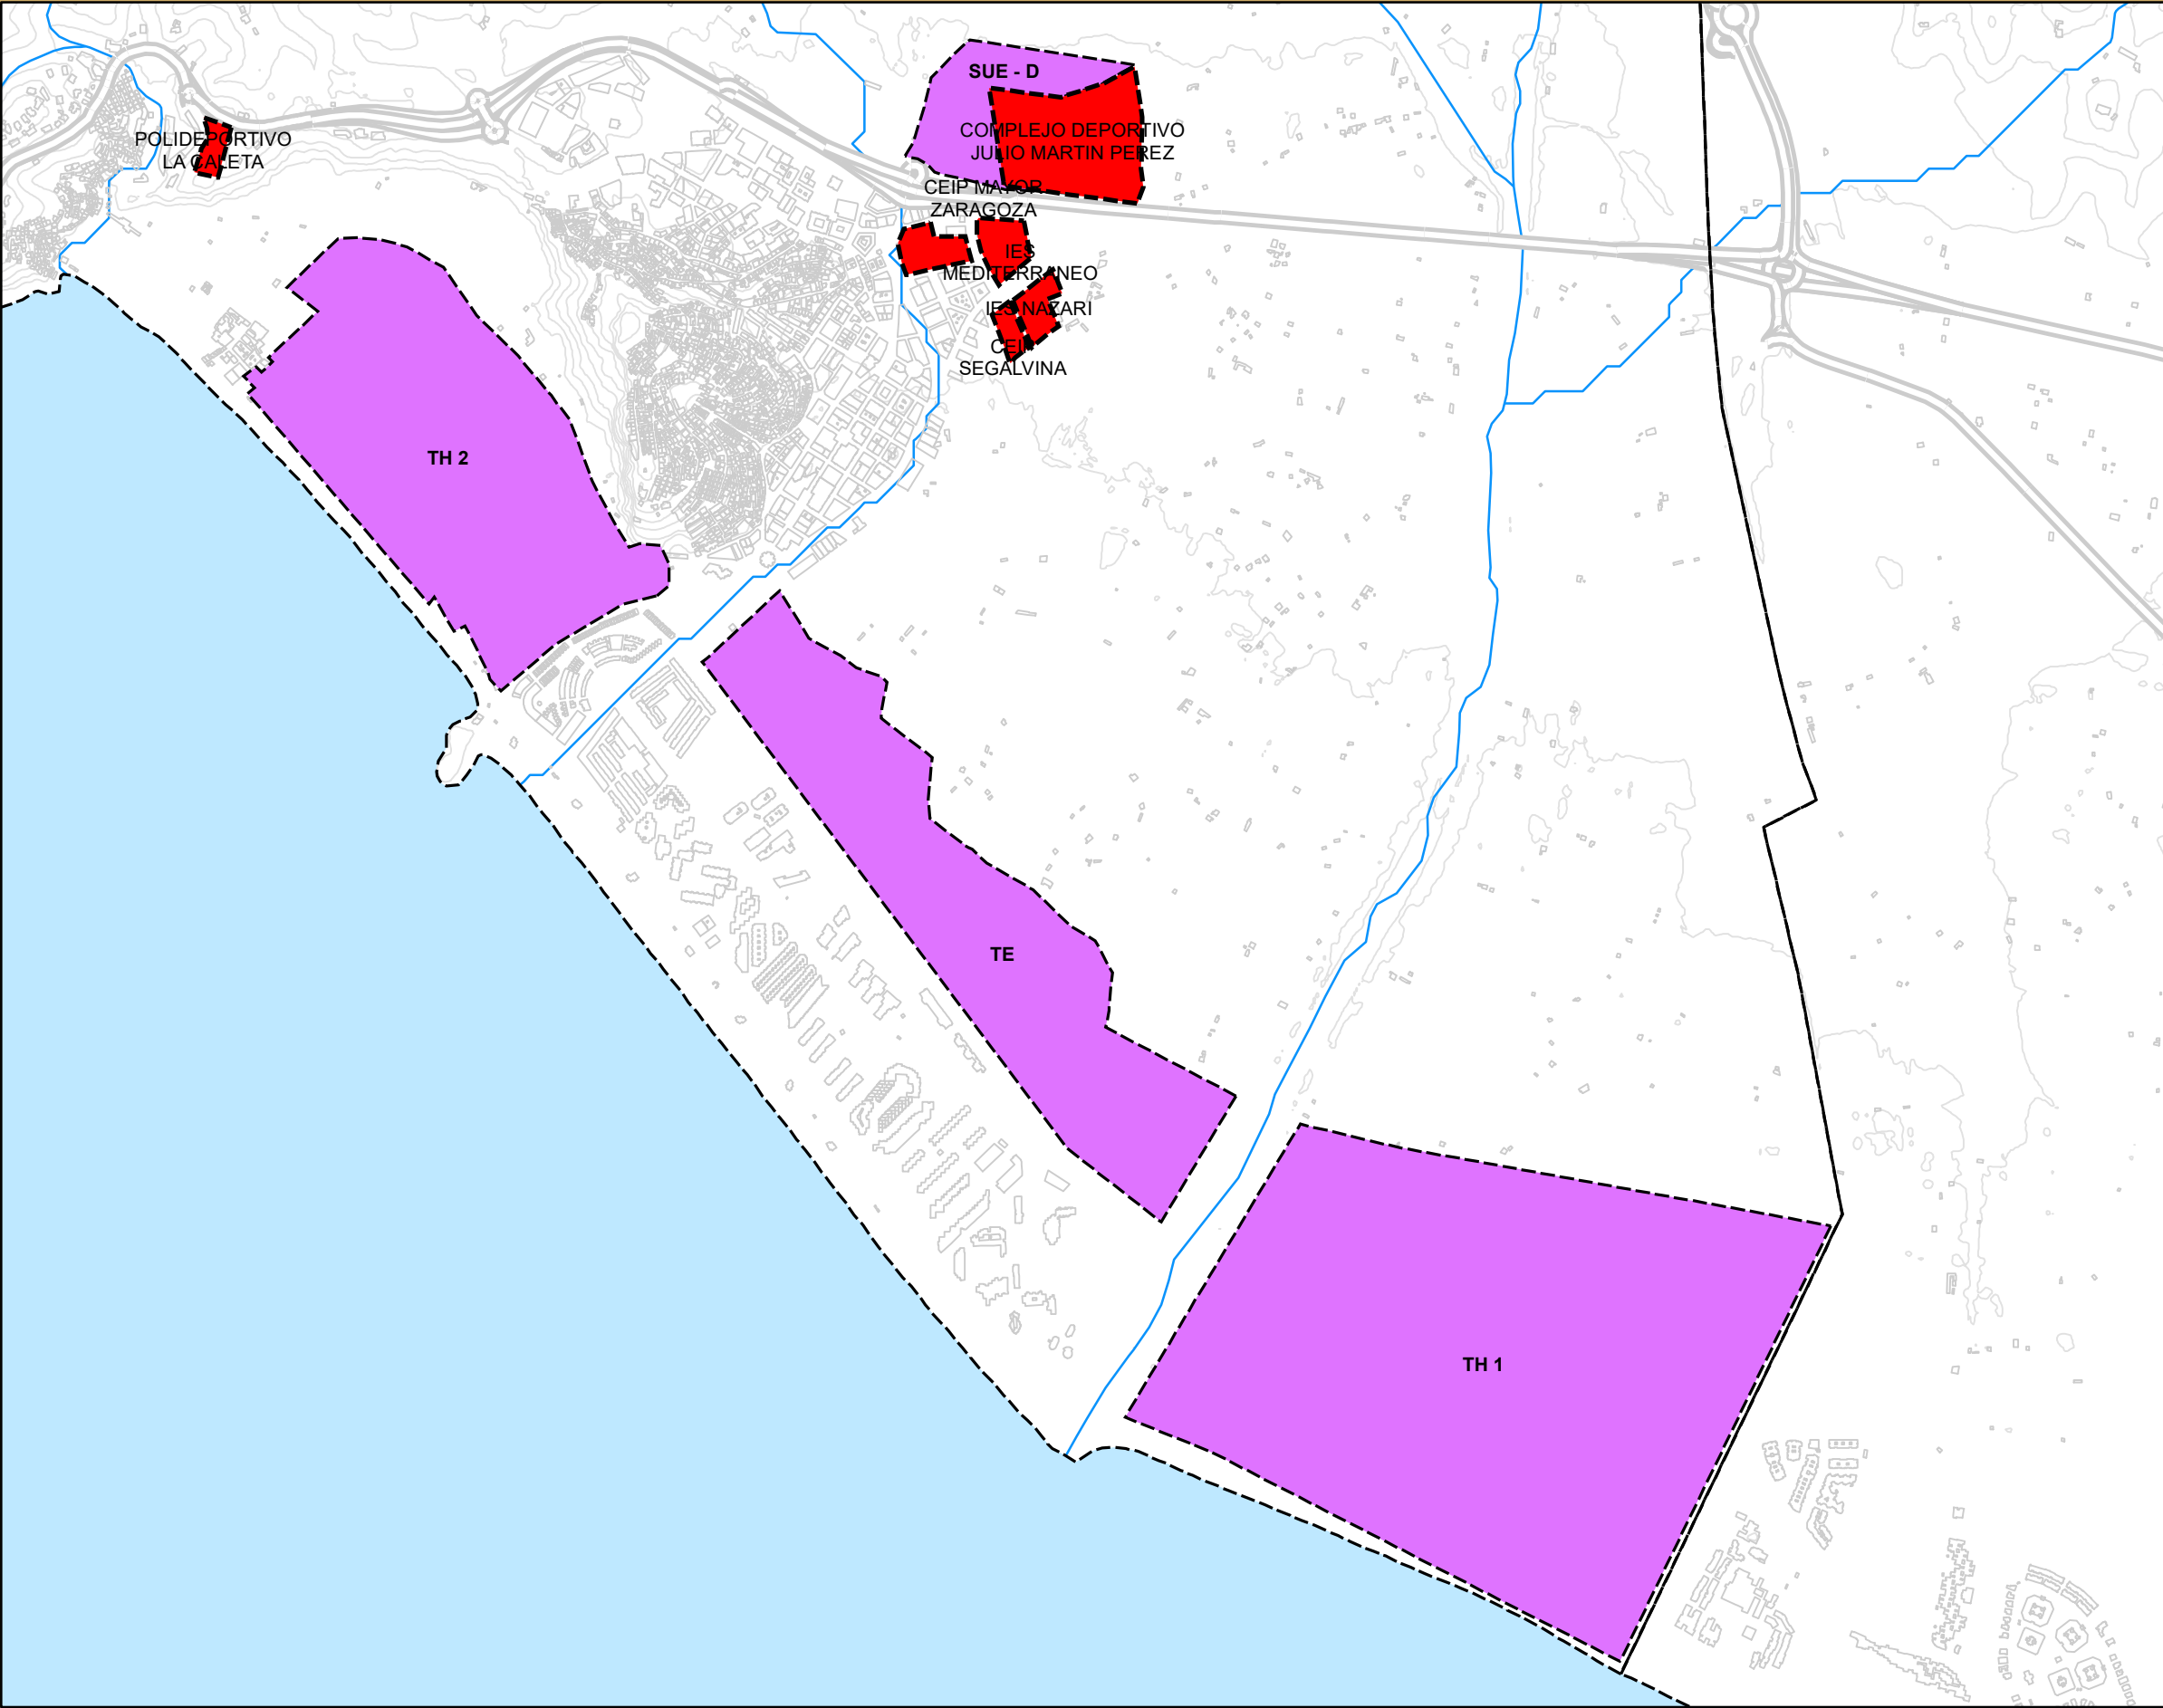 SUE - D
COMPLEJO DEPORTIVO
JULIO MARTIN PEREZ
POLIDEPORTIVO
LA CALETA
CEIP MAYOR
ZARAGOZA
IES
MEDITERRANEO
IES NAZARI
CEIP
SEGALVINA
TH 2
TE
TH 1